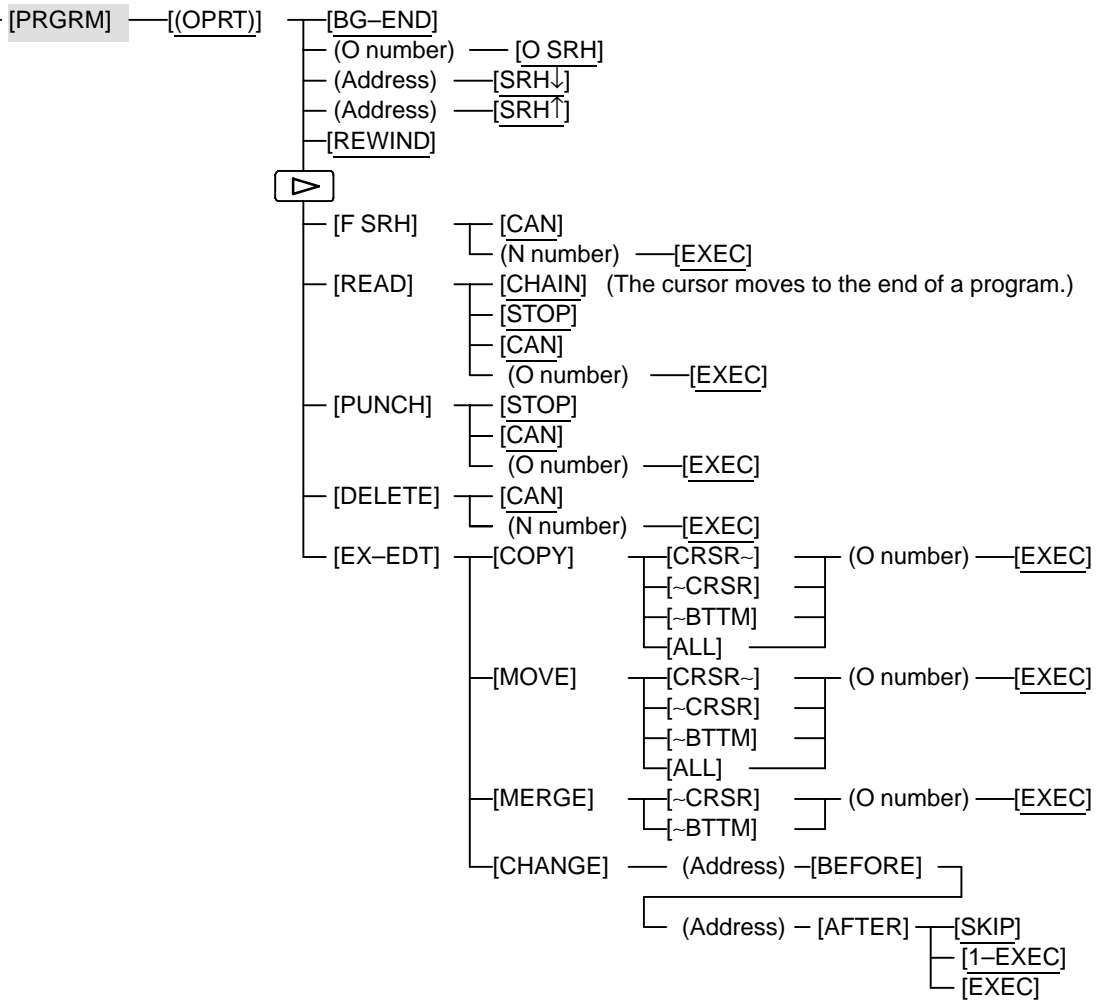 [PRGRM] [(OPRT)] [BG–END]
(O number) [O SRH]
(Address) [SRH↓]
(Address) [SRH↑]
[REWIND]
[F SRH] [CAN]
(N number) [EXEC]
[READ] [CHAIN] (The cursor moves to the end of a program.)
[STOP]
[CAN]
(O number) [EXEC]
[PUNCH] [STOP]
[CAN]
(O number) [EXEC]
[DELETE] [CAN]
(N number) [EXEC]
[EX–EDT] [COPY] [CRSR~] (O number) [EXEC]
[~CRSR]
[~BTTM]
[ALL]
[MOVE] [CRSR~] (O number) [EXEC]
[~CRSR]
[~BTTM]
[ALL]
[MERGE] [~CRSR] (O number) [EXEC]
[~BTTM]
[CHANGE] (Address) [BEFORE]
(Address) [AFTER] [SKIP]
[1–EXEC]
[EXEC]